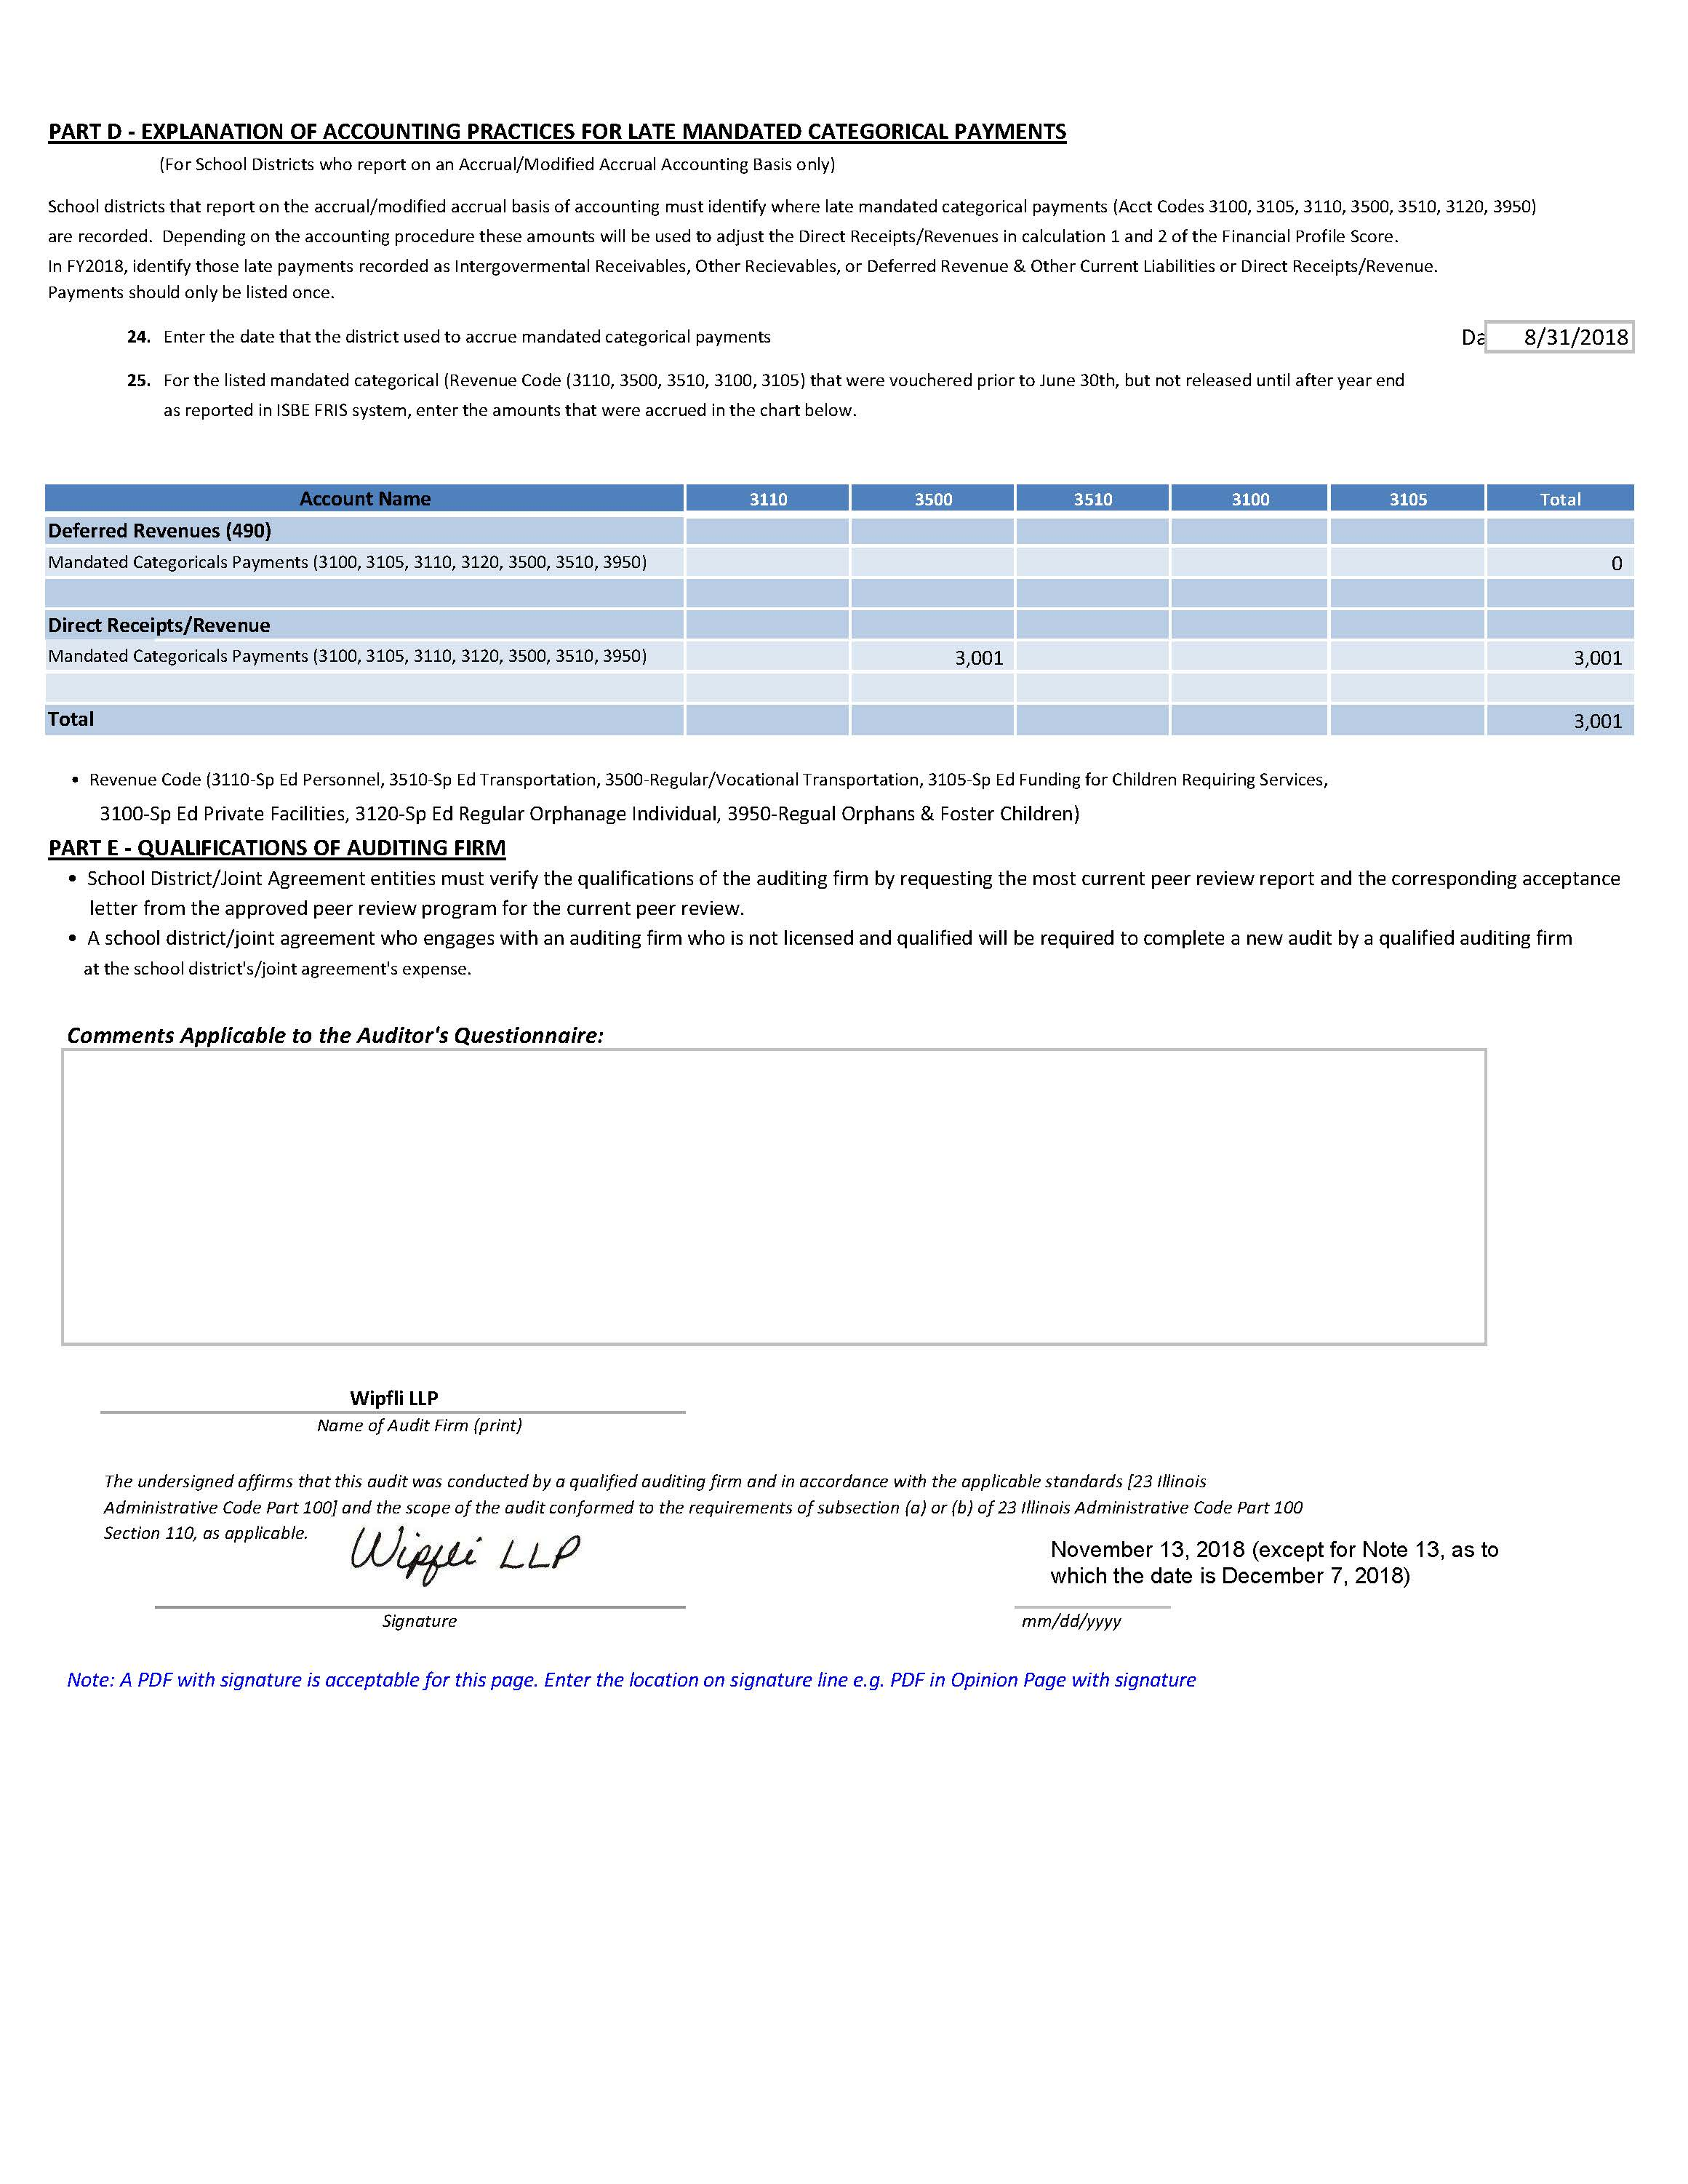 PART D - EXPLANATION OF ACCOUNTING PRACTICES FOR LATE MANDATED CATEGORICAL PAYMENTS
(For School Districts who report on an Accrual/Modified Accrual Accounting Basis only)
School districts that report on the accrual/modified accrual basis of accounting must identify where late mandated categorical payments (Acct Codes 3100, 3105, 3110, 3500, 3510, 3120, 3950)
are recorded. Depending on the accounting procedure these amounts will be used to adjust the Direct Receipts/Revenues in calculation 1 and 2 of the Financial Profile Score.
In FY2018, identify those late payments recorded as Intergovermental Receivables, Other Recievables, or Deferred Revenue & Other Current Liabilities or Direct Receipts/Revenue.
Payments should only be listed once.
24. Enter the date that the district used to accrue mandated categorical payments Da 8/31/2018
25. For the listed mandated categorical (Revenue Code (3110, 3500, 3510, 3100, 3105) that were vouchered prior to June 30th, but not released until after year end
as reported in ISBE FRIS system, enter the amounts that were accrued in the chart below.
Account Name 3110 3500 3510 3100 3105 Total
Deferred Revenues (490)
Mandated Categoricals Payments (3100, 3105, 3110, 3120, 3500, 3510, 3950) 0
Direct Receipts/Revenue
Mandated Categoricals Payments (3100, 3105, 3110, 3120, 3500, 3510, 3950) 3,001 3,001
Total 3,001
• Revenue Code (3110-Sp Ed Personnel, 3510-Sp Ed Transportation, 3500-Regular/Vocational Transportation, 3105-Sp Ed Funding for Children Requiring Services,
3100-Sp Ed Private Facilities, 3120-Sp Ed Regular Orphanage Individual, 3950-Regual Orphans & Foster Children)
PART E - QUALIFICATIONS OF AUDITING FIRM
• School District/Joint Agreement entities must verify the qualifications of the auditing firm by requesting the most current peer review report and the corresponding acceptance
letter from the approved peer review program for the current peer review.
• A school district/joint agreement who engages with an auditing firm who is not licensed and qualified will be required to complete a new audit by a qualified auditing firm
at the school district's/joint agreement's expense.
Comments Applicable to the Auditor's Questionnaire:
Wipfli LLP
Name of Audit Firm (print)
The undersigned affirms that this audit was conducted by a qualified auditing firm and in accordance with the applicable standards [23 Illinois
Administrative Code Part 100] and the scope of the audit conformed to the requirements of subsection (a) or (b) of 23 Illinois Administrative Code Part 100
Section 110, as applicable.
Wipfli LLP
November 13, 2018 (except for Note 13, as to
which the date is December 7, 2018)
Signature mm/dd/yyyy
Note: A PDF with signature is acceptable for this page. Enter the location on signature line e.g. PDF in Opinion Page with signature